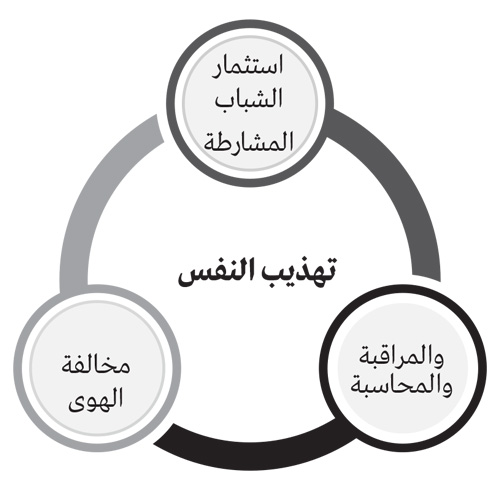 استثمار
الشباب
المشارطة
تهذيب النفس
والمراقبة
والمحاسبة
مخالفة
الهوى